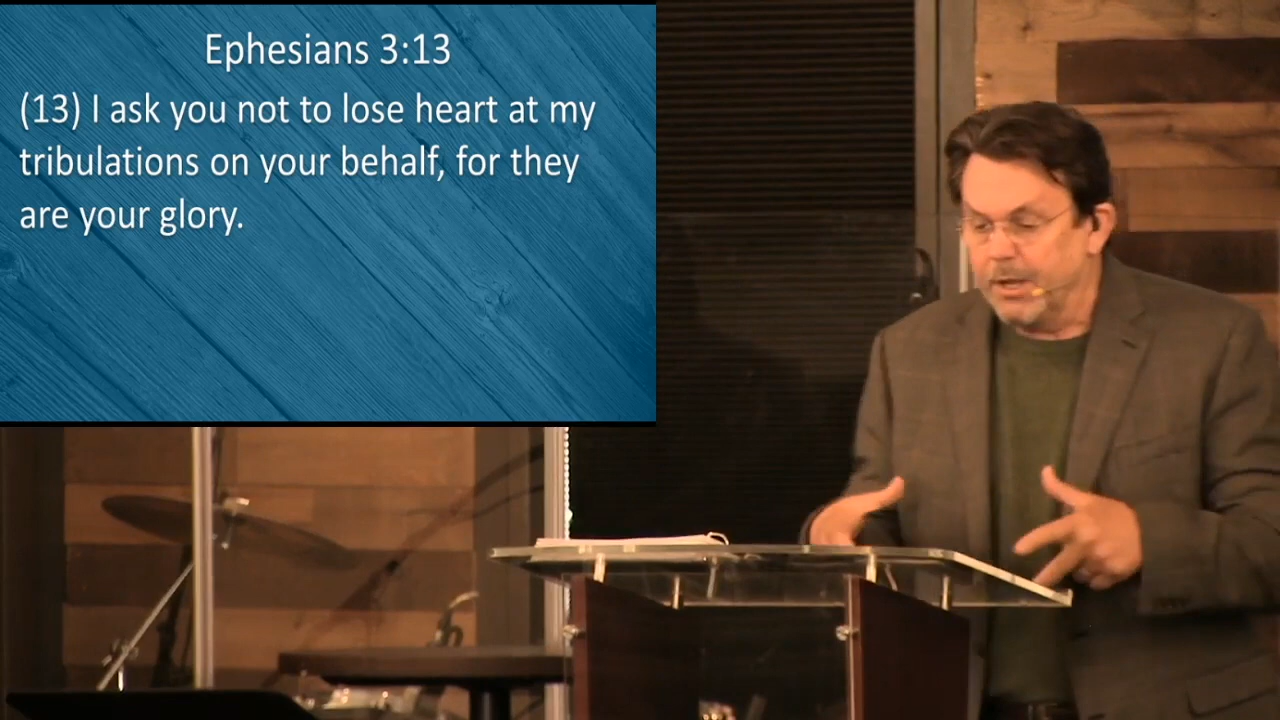 Ephesians 3:13
(13) I ask you not to lose heart at my
tribulations on your behalf, for they
are your glory.